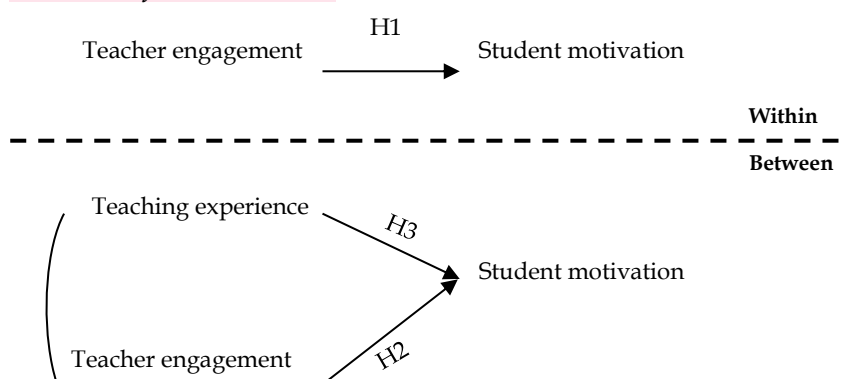 H1
Teacher engagement Student motivation
Within
Between
Teaching experience
H3
Student motivation
Teacher engagement
H2